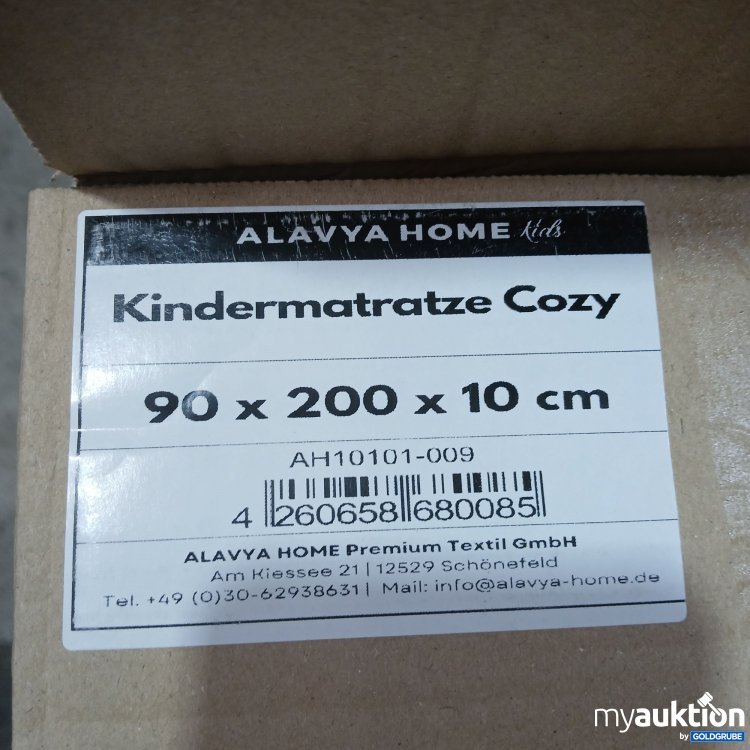 ALAVYA HOME kids
Kindermatratze Cozy
90 x 200 x 10 cm
AH10101-009
4 260658 680085
ALAVYA HOME Premium Textil GmbH
Am Kiessee 21 | 12529 Schönefeld
Tel. +49 (0)30-62938631 | Mail: info@alavya-home.de
myauktion
by GOLDGRUBE